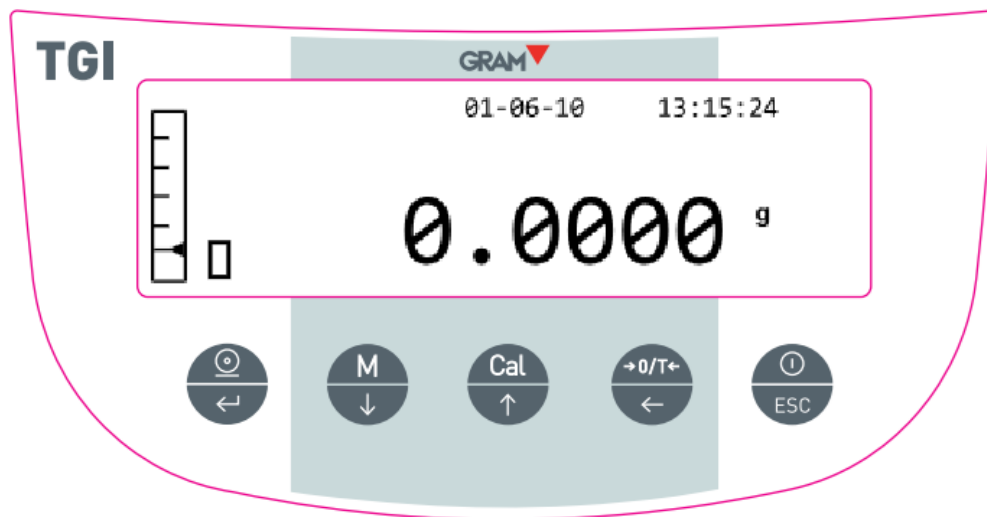 TGI
GRAM
01-06-10 13:15:24
0.0000 g
M Cal →0/T←
↵ ↓ ↑ ← ESC